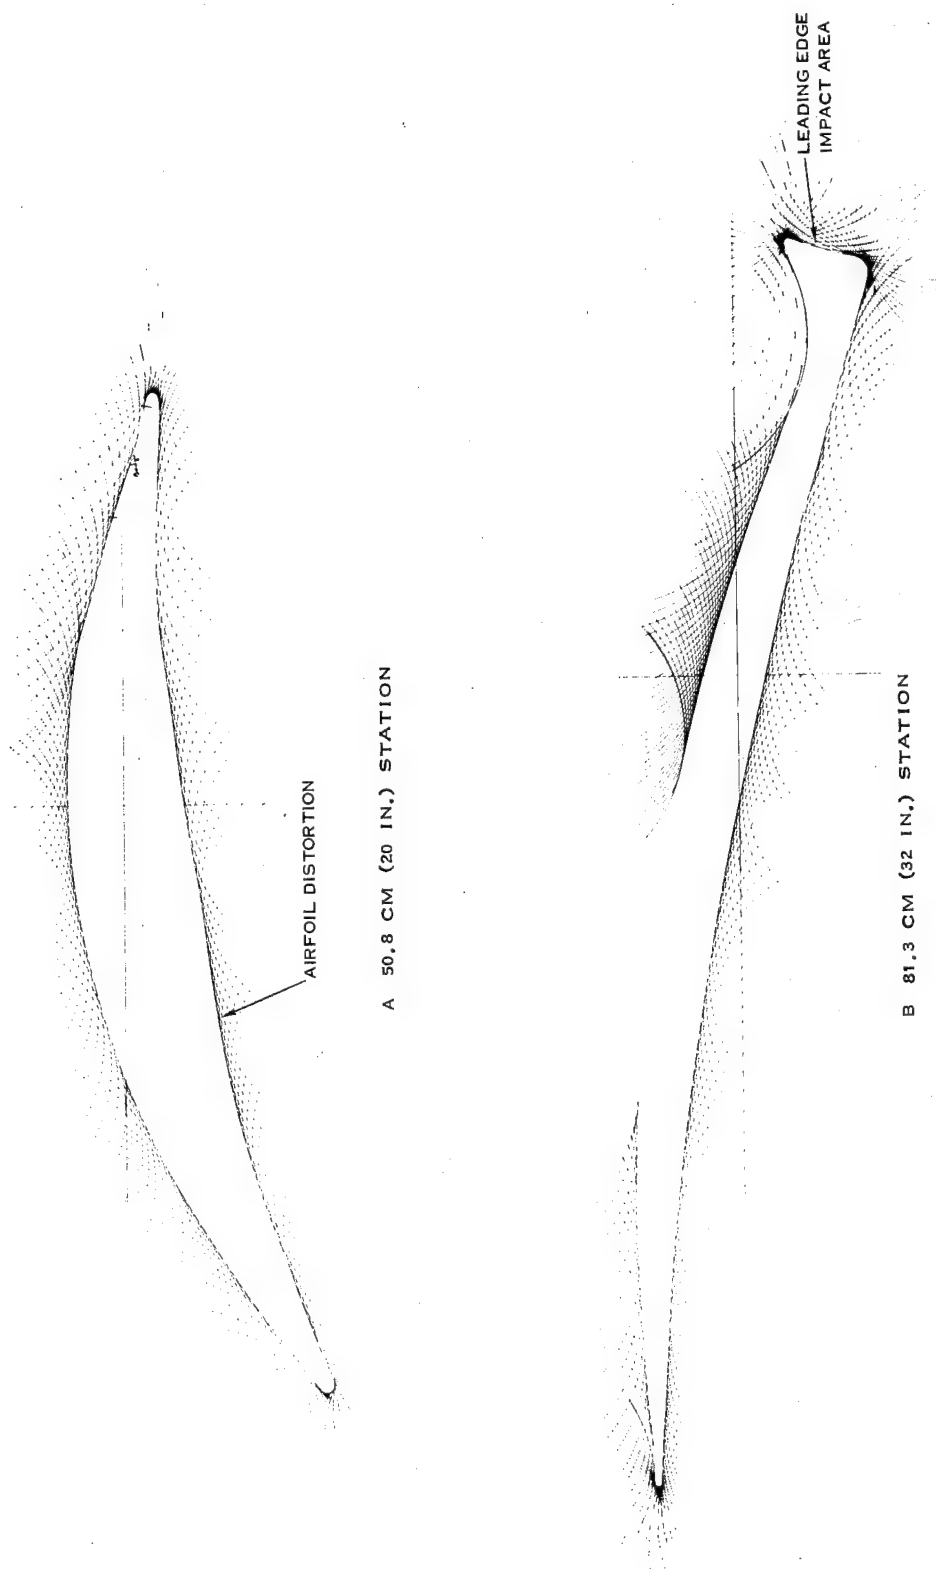 AIRFOIL DISTORTION
A 50.8 CM (20 IN.) STATION
LEADING EDGE
IMPACT AREA
B 81.3 CM (32 IN.) STATION